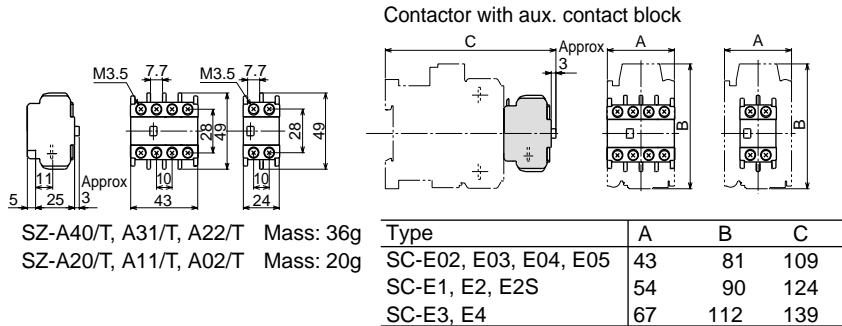 Contactor with aux. contact block
C
Approx
3
A
A
B
B
M3.5
7.7
M3.5
7.7
28
49
28
49
11
Approx
10
10
5
25
3
43
24
SZ-A40/T, A31/T, A22/T Mass: 36g
SZ-A20/T, A11/T, A02/T Mass: 20g
Type A B C
SC-E02, E03, E04, E05 43 81 109
SC-E1, E2, E2S 54 90 124
SC-E3, E4 67 112 139